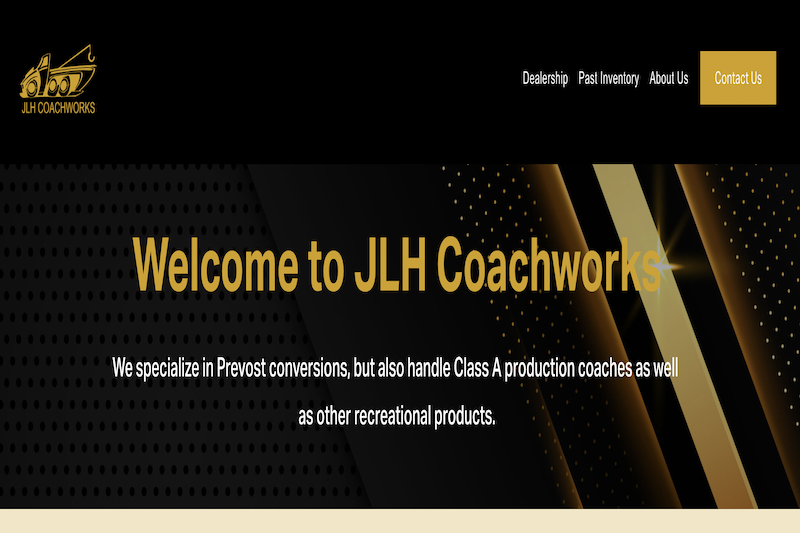 JLH COACHWORKS
Dealership Past Inventory About Us Contact Us
Welcome to JLH Coachworks
We specialize in Prevost conversions, but also handle Class A production coaches as well
as other recreational products.